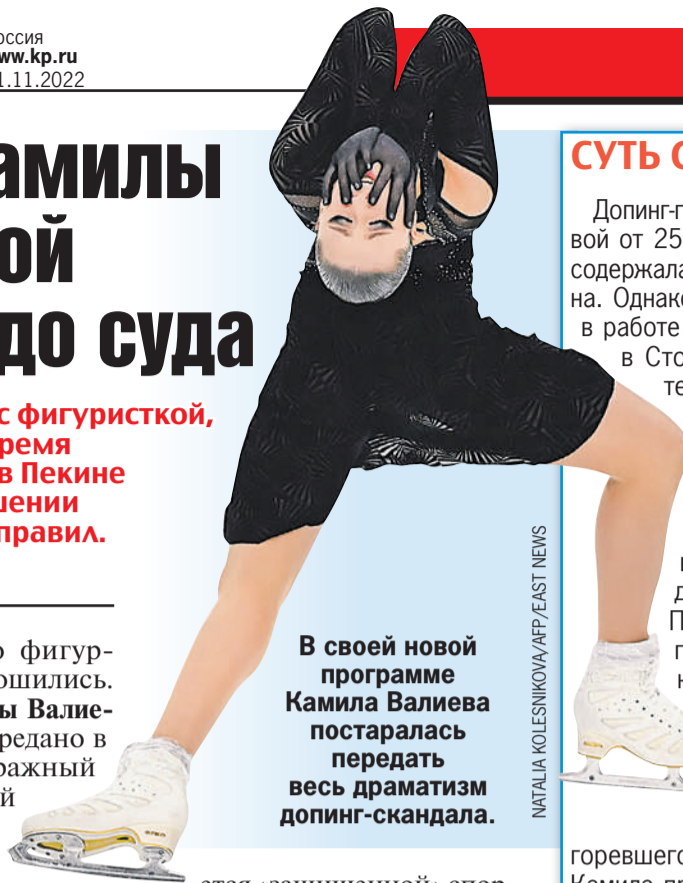 оссия
ww.kp.ru
1.11.2022
амилы
ой
до суда
с фигуристкой,
ремя
в Пекине
шении
правил.
о фигур-
ошились.
ы Валие-
редано в
ражный
й
В своей новой
программе
Камила Валиева
постаралась
передать
весь драматизм
допинг-скандала.
NATALIA KOLESNIKOVA/AFP/EAST NEWS
СУТЬ С
Допинг-п
вой от 25
содержала
на. Однако
в работе
в Сто
те
П
п
горевшего